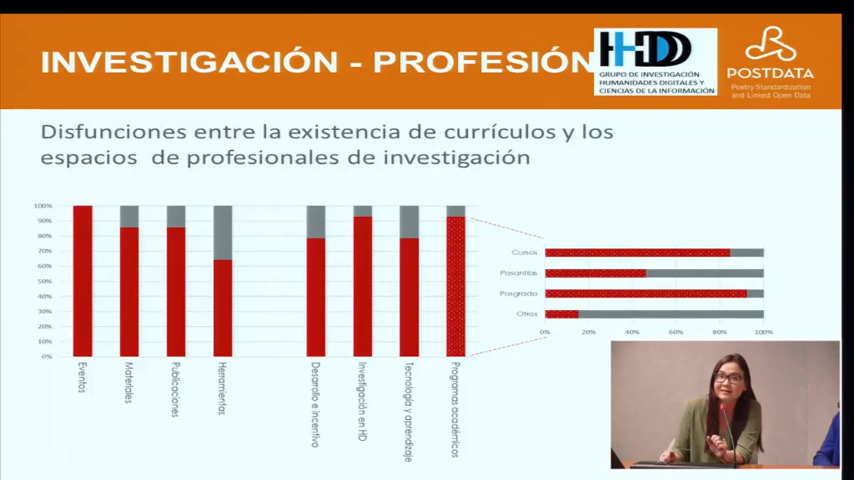 INVESTIGACIÓN - PROFESIÓN
HDD
GRUPO DE INVESTIGACIÓN
HUMANIDADES DIGITALES Y
CIENCIAS DE LA INFORMACIÓN
POSTDATA
Poetry Standardization
and Linked Open Data
Disfunciones entre la existencia de currículos y los
espacios de profesionales de investigación
100%
90%
80%
70%
60%
50%
40%
30%
20%
10%
0%
Eventos
Materiales
Publicaciones
Herramientas
Desarrollo e incentivo
Investigación en HD
Tecnología y aprendizaje
Programas académicos
Cursos
Pasantías
Posgrado
Otros
0%
20%
40%
60%
80%
100%